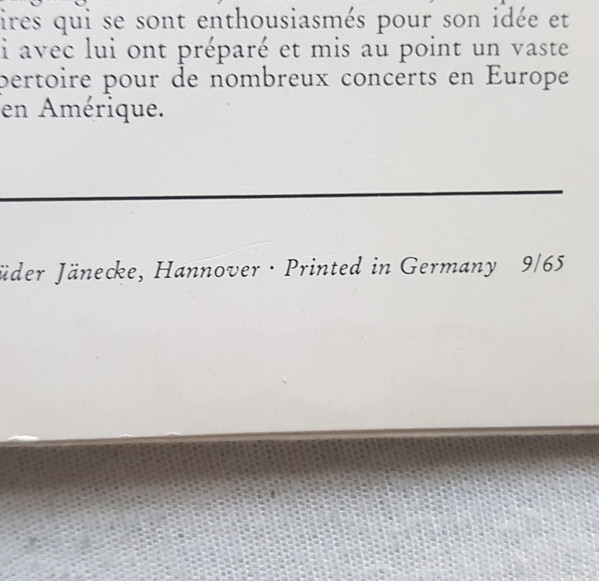 ires qui se sont enthousiasmés pour son idée et
i avec lui ont préparé et mis au point un vaste
pertoire pour de nombreux concerts en Europe
en Amérique.
üder Jänecke, Hannover · Printed in Germany 9/65